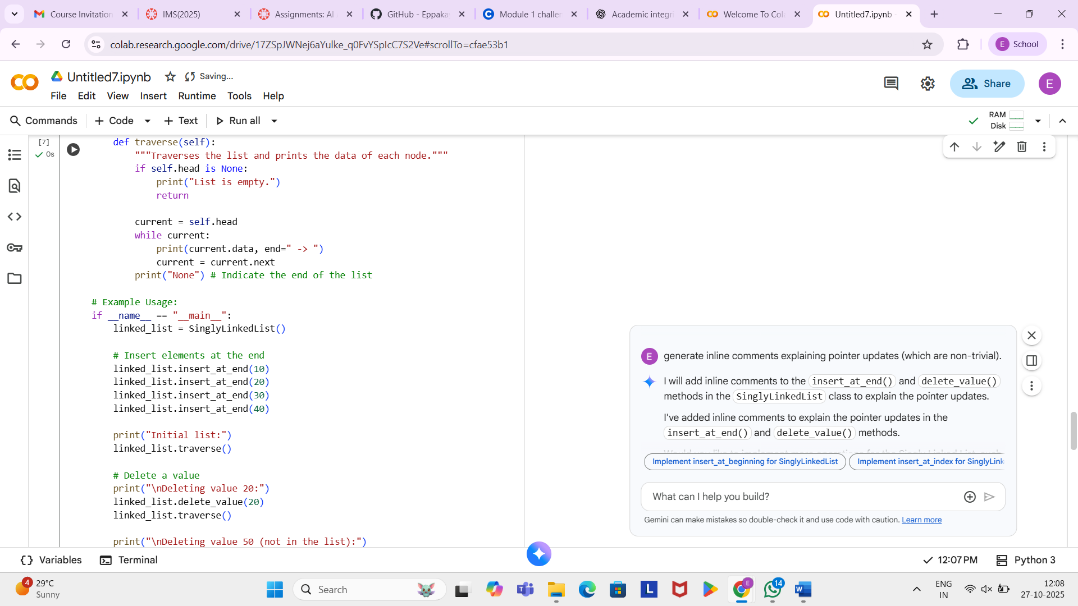 Course Invitation
IMS(2025)
Assignments: AI
GitHub - Eppaka
Module 1 challen
Academic integri
Welcome To Col
Untitled7.ipynb
colab.research.google.com/drive/17ZSpJWNej6aYulke_q0FvYSpIcC7S2Ve#scrollTo=cfae53b1
E School
Untitled7.ipynb Saving...
File Edit View Insert Runtime Tools Help
Share E
Commands + Code + Text Run all
RAM
Disk
[7]
0s
def traverse(self):
"""Traverses the list and prints the data of each node."""
if self.head is None:
print("List is empty.")
return
current = self.head
while current:
print(current.data, end=" -> ")
current = current.next
print("None") # Indicate the end of the list
# Example Usage:
if __name__ == "__main__":
linked_list = SinglyLinkedList()
# Insert elements at the end
linked_list.insert_at_end(10)
linked_list.insert_at_end(20)
linked_list.insert_at_end(30)
linked_list.insert_at_end(40)
print("Initial list:")
linked_list.traverse()
# Delete a value
print("\nDeleting value 20:")
linked_list.delete_value(20)
linked_list.traverse()
print("\nDeleting value 50 (not in the list):")
E generate inline comments explaining pointer updates (which are non-trivial).
I will add inline comments to the insert_at_end() and delete_value()
methods in the SinglyLinkedList class to explain the pointer updates.
I've added inline comments to explain the pointer updates in the
insert_at_end() and delete_value() methods.
Implement insert_at_beginning for SinglyLinkedList
Implement insert_at_index for SinglyLink
What can I help you build?
Gemini can make mistakes so double-check it and use code with caution. Learn more
Variables Terminal
12:07 PM Python 3
4
29°C
Sunny
Search
L
E
14
W
ENG
IN
12:08
27-10-2025